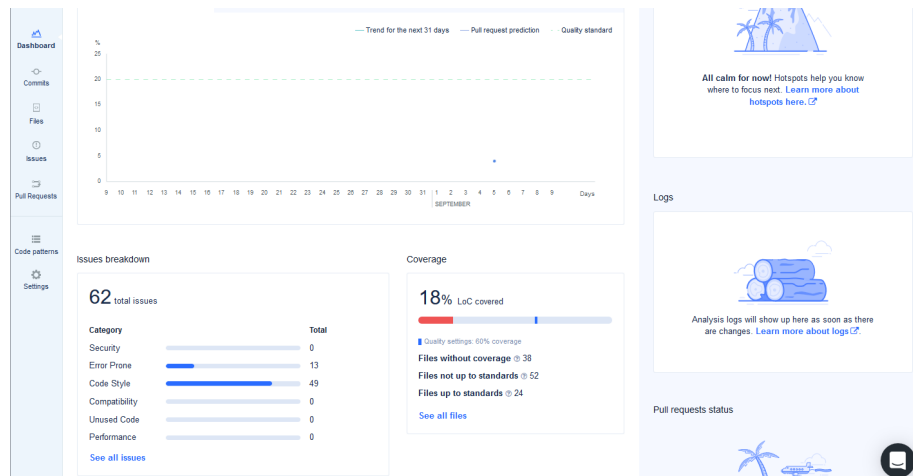 Dashboard
Commits
Files
Issues
Pull Requests
Code patterns
Settings
Trend for the next 31 days Pull request prediction Quality standard
%
25
20
15
10
5
0
9 10 11 12 13 14 15 16 17 18 19 20 21 22 23 24 25 26 27 28 29 30 31 1 2 3 4 5 6 7 8 9 Days
SEPTEMBER
Issues breakdown
62 total issues
Category Total
Security 0
Error Prone 13
Code Style 49
Compatibility 0
Unused Code 0
Performance 0
See all issues
Coverage
18% LoC covered
Quality settings: 60% coverage
Files without coverage 38
Files not up to standards 52
Files up to standards 24
See all files
All calm for now! Hotspots help you know
where to focus next. Learn more about
hotspots here.
Logs
Analysis logs will show up here as soon as there
are changes. Learn more about logs.
Pull requests status